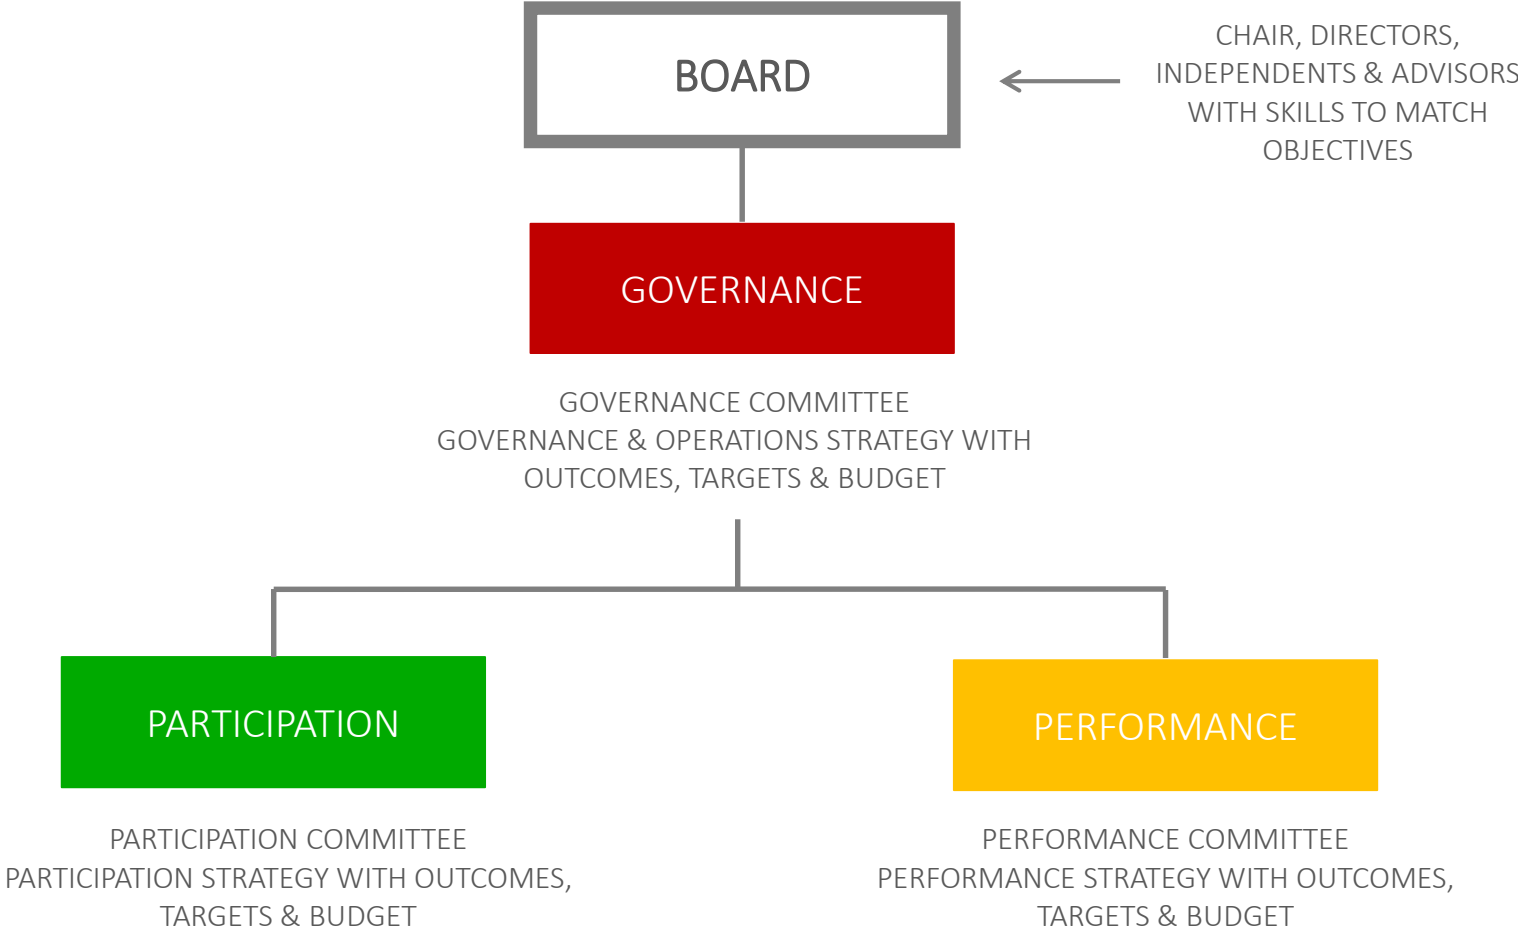 BOARD
CHAIR, DIRECTORS,
INDEPENDENTS & ADVISORS
WITH SKILLS TO MATCH
OBJECTIVES
GOVERNANCE
GOVERNANCE COMMITTEE
GOVERNANCE & OPERATIONS STRATEGY WITH
OUTCOMES, TARGETS & BUDGET
PARTICIPATION
PARTICIPATION COMMITTEE
PARTICIPATION STRATEGY WITH OUTCOMES,
TARGETS & BUDGET
PERFORMANCE
PERFORMANCE COMMITTEE
PERFORMANCE STRATEGY WITH OUTCOMES,
TARGETS & BUDGET